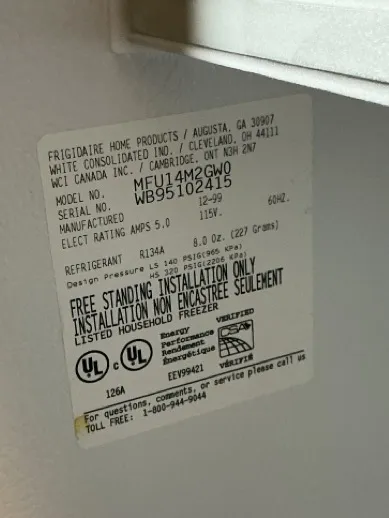 FRIGIDAIRE HOME PRODUCTS / AUGUSTA, GA 30907
WHITE CONSOLIDATED IND. / CLEVELAND, OH 44111
WCI CANADA INC. / CAMBRIDGE, ONT N3H 2N7
MODEL NO. MFU14M2GW0
SERIAL NO. WB95102415
MANUFACTURED 12-99
ELECT RATING AMPS 5.0 115V. 60HZ.
REFRIGERANT R134A 8.0 Oz. (227 Grams)
Design Pressure LS 140 PSIG(965 KPa)
HS 320 PSIG(2206 KPa)
FREE STANDING INSTALLATION ONLY
INSTALLATION NON ENCASTREE SEULEMENT
LISTED HOUSEHOLD FREEZER
UL C UL
Energy
Performance
Rendement
Énergétique
VERIFIED
CSA
VÉRIFIÉ
126A EEV99421
For questions, comments, or service please call us
TOLL FREE: 1-800-944-9044